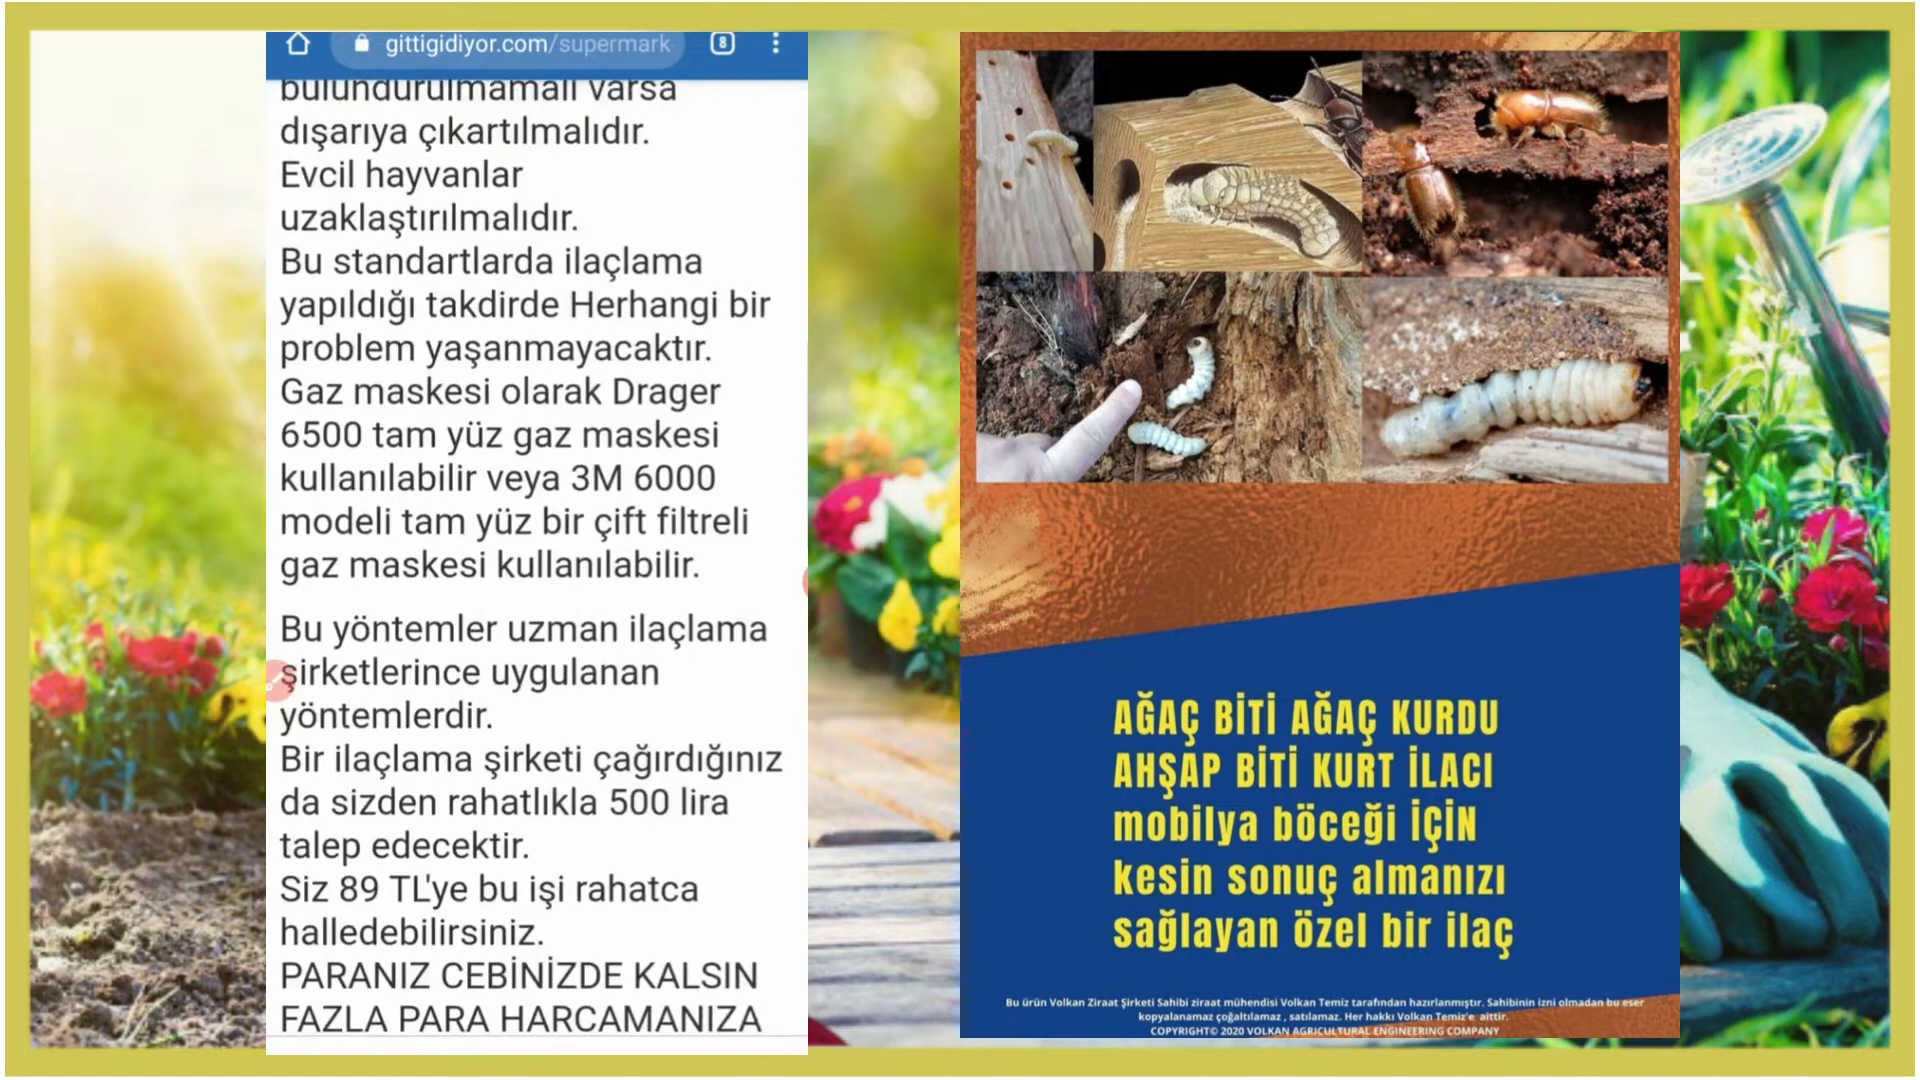 gittigidiyor.com/supermark
8
bulundurulmamalı varsa
dışarıya çıkartılmalıdır.
Evcil hayvanlar
uzaklaştırılmalıdır.
Bu standartlarda ilaçlama
yapıldığı takdirde Herhangi bir
problem yaşanmayacaktır.
Gaz maskesi olarak Drager
6500 tam yüz gaz maskesi
kullanılabilir veya 3M 6000
modeli tam yüz bir çift filtreli
gaz maskesi kullanılabilir.
Bu yöntemler uzman ilaçlama
şirketlerince uygulanan
yöntemlerdir.
Bir ilaçlama şirketi çağırdığınız
da sizden rahatlıkla 500 lira
talep edecektir.
Siz 89 TL'ye bu işi rahatca
halledebilirsiniz.
PARANIZ CEBİNİZDE KALSIN
FAZLA PARA HARCAMANIZA
AĞAÇ BİTİ AĞAÇ KURDU
AHŞAP BİTİ KURT İLACI
mobilya böceği İÇİN
kesin sonuç almanızı
sağlayan özel bir ilaç
Bu ürün Volkan Ziraat Şirketi Sahibi ziraat mühendisi Volkan Temiz tarafından hazırlanmıştır. Sahibinin izni olmadan bu eser
kopyalanamaz çoğaltılamaz , satılamaz. Her hakkı Volkan Temiz'e aittir.
COPYRIGHT© 2020 VOLKAN AGRICULTURAL ENGINEERING COMPANY